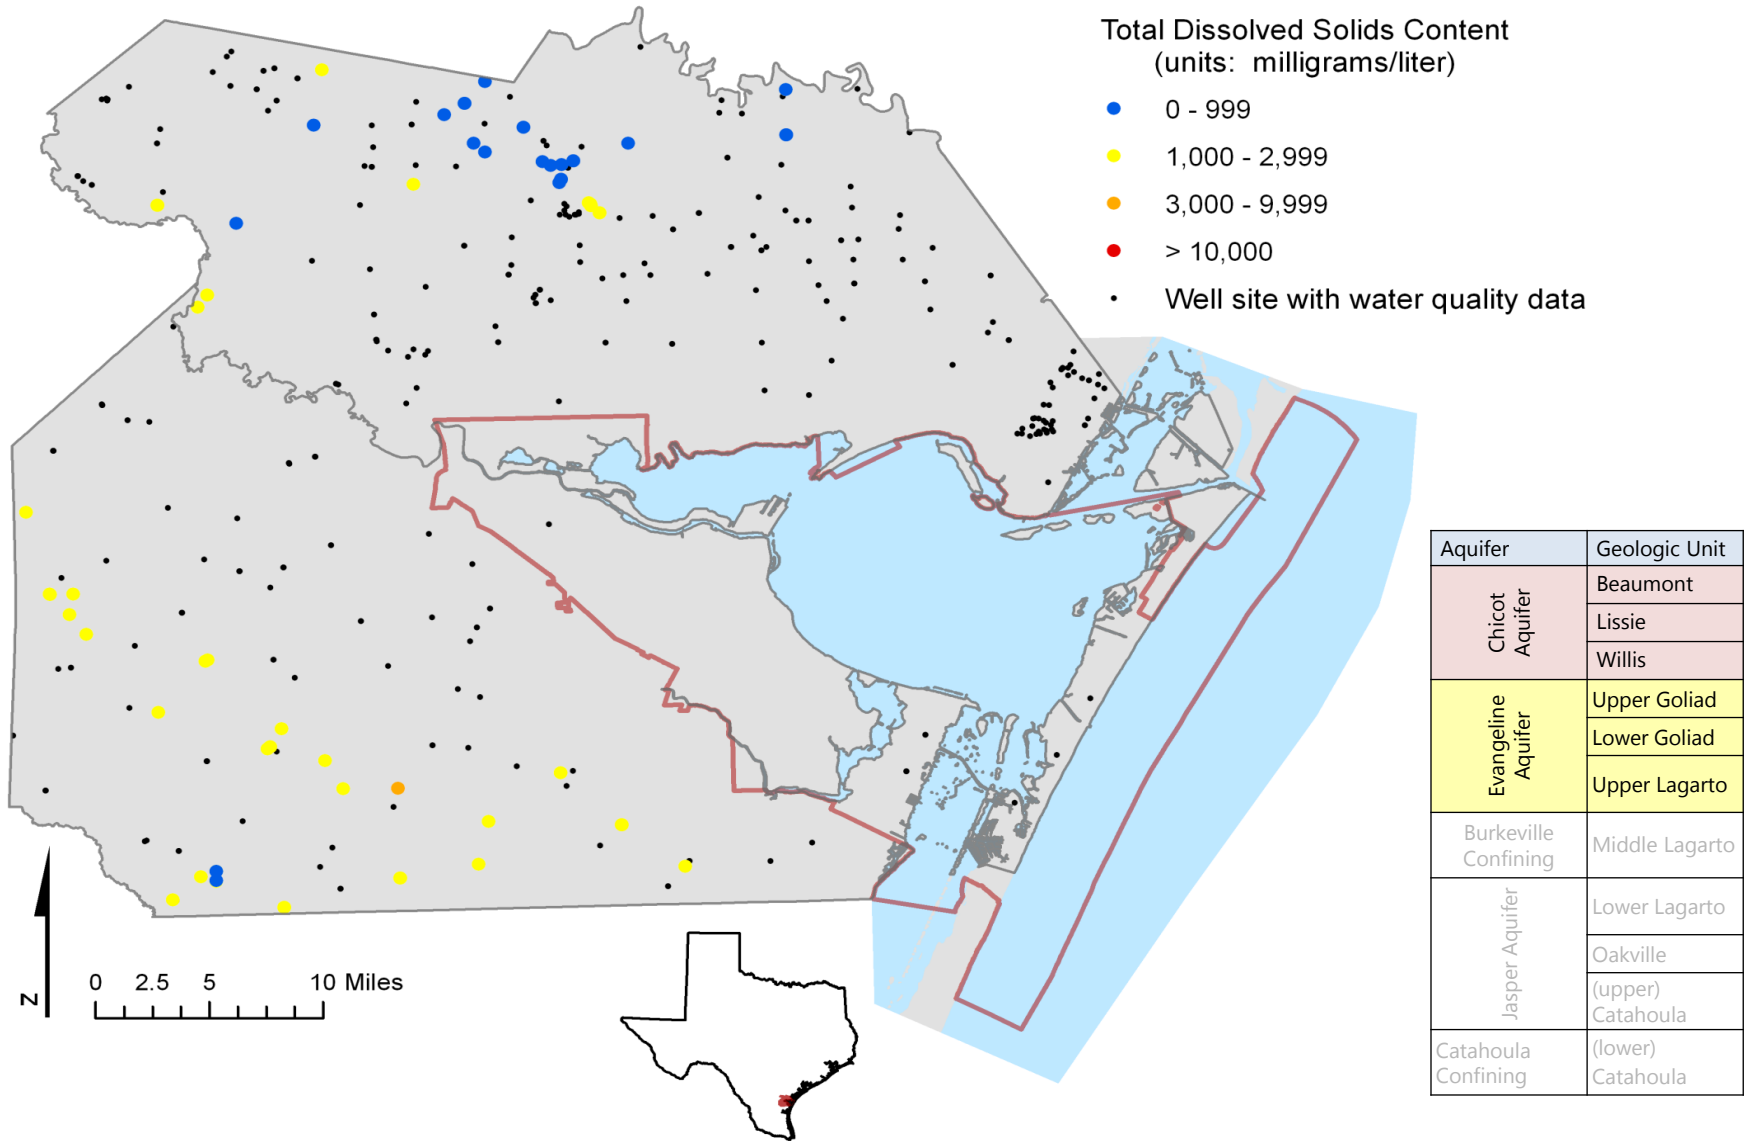 Total Dissolved Solids Content
(units: milligrams/liter)
0 - 999
1,000 - 2,999
3,000 - 9,999
> 10,000
Well site with water quality data
Aquifer
Geologic Unit
Chicot
Aquifer
Beaumont
Lissie
Willis
Evangeline
Aquifer
Upper Goliad
Lower Goliad
Upper Lagarto
Burkeville
Confining
Middle Lagarto
Jasper Aquifer
Lower Lagarto
Oakville
(upper)
Catahoula
Catahoula
Confining
(lower)
Catahoula
N
0 2.5 5 10 Miles